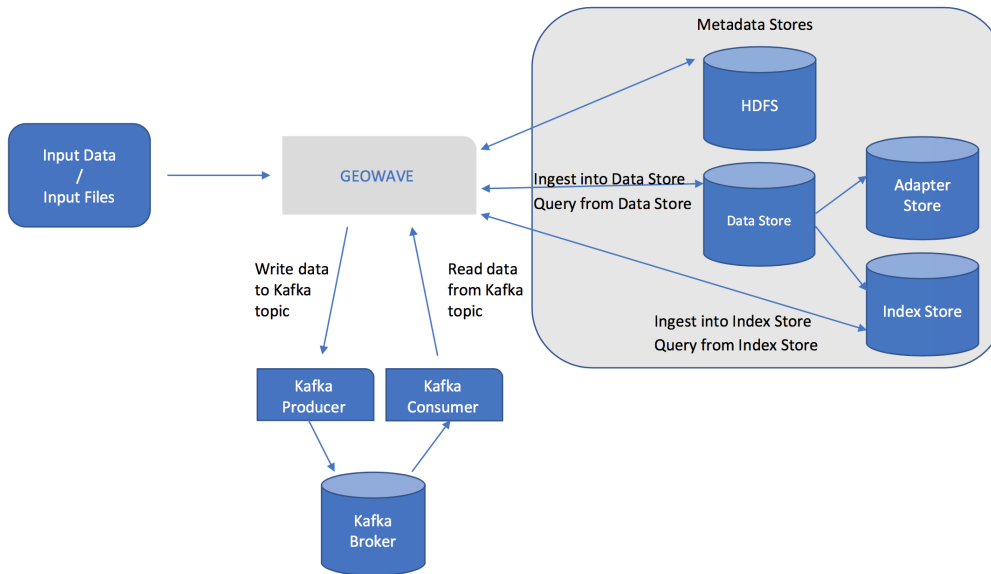 Metadata Stores
HDFS
Input Data
/
Input Files
GEOWAVE
Ingest into Data Store
Query from Data Store
Data Store
Adapter
Store
Write data
to Kafka
topic
Read data
from Kafka
topic
Ingest into Index Store
Query from Index Store
Index Store
Kafka
Producer
Kafka
Consumer
Kafka
Broker